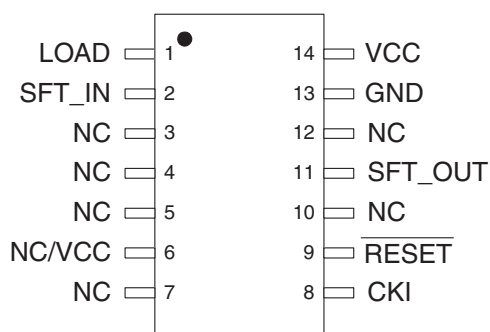 LOAD 1 14 VCC
SFT_IN 2 13 GND
NC 3 12 NC
NC 4 11 SFT_OUT
NC 5 10 NC
NC/VCC 6 9 RESET
NC 7 8 CKI